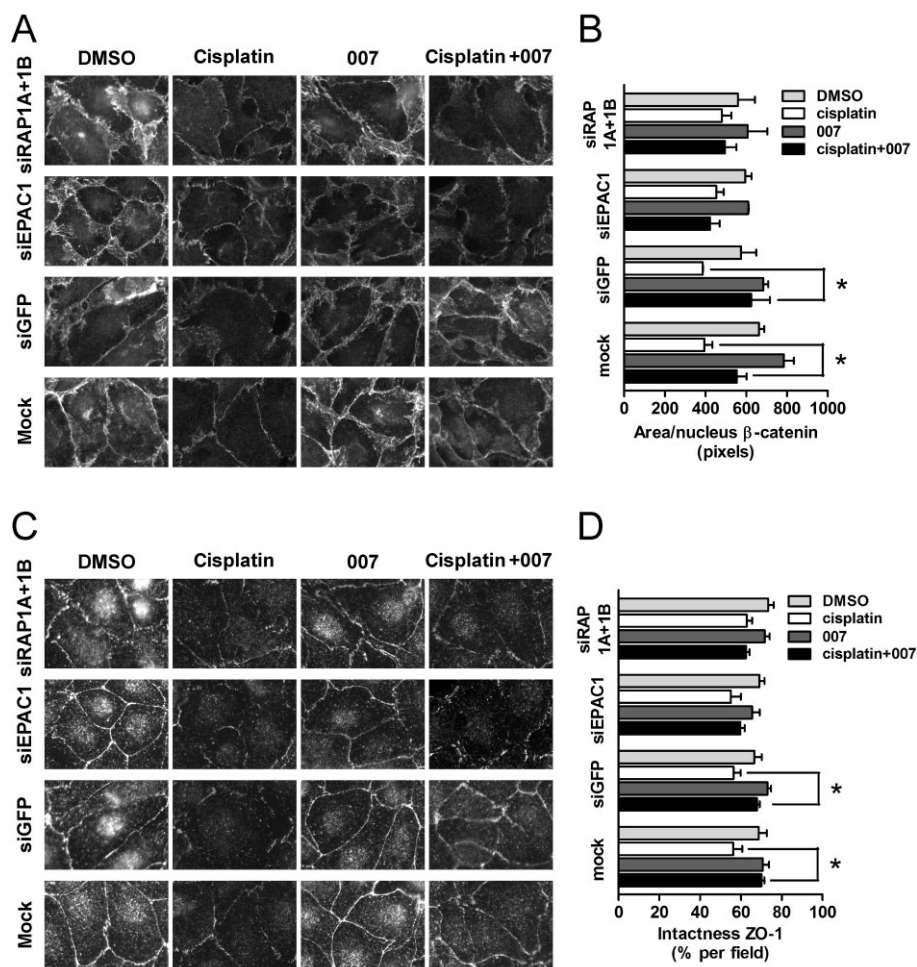 A
DMSO
Cisplatin
007
Cisplatin +007
siRAP1A+1B
siEPAC1
siGFP
Mock
B
DMSO
cisplatin
007
cisplatin+007
siRAP
1A+1B
siEPAC1
siGFP
*
mock
*
0
200
400
600
800
1000
Area/nucleus β-catenin
(pixels)
C
DMSO
Cisplatin
007
Cisplatin +007
siRAP1A+1B
siEPAC1
siGFP
Mock
D
DMSO
cisplatin
007
cisplatin+007
siRAP
1A+1B
siEPAC1
siGFP
*
mock
*
0
20
40
60
80
100
Intactness ZO-1
(% per field)